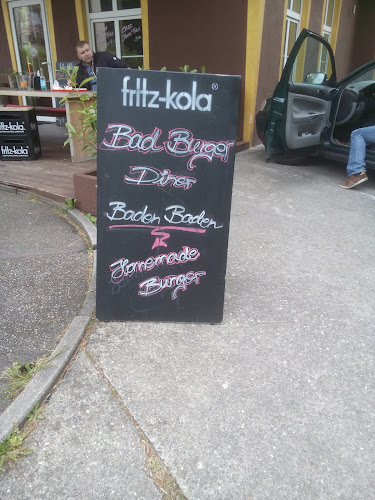 fritz-kola®
Bad Burger
Diner
Baden Baden
Homemade
Burger
fritz-kola
fritz-kola